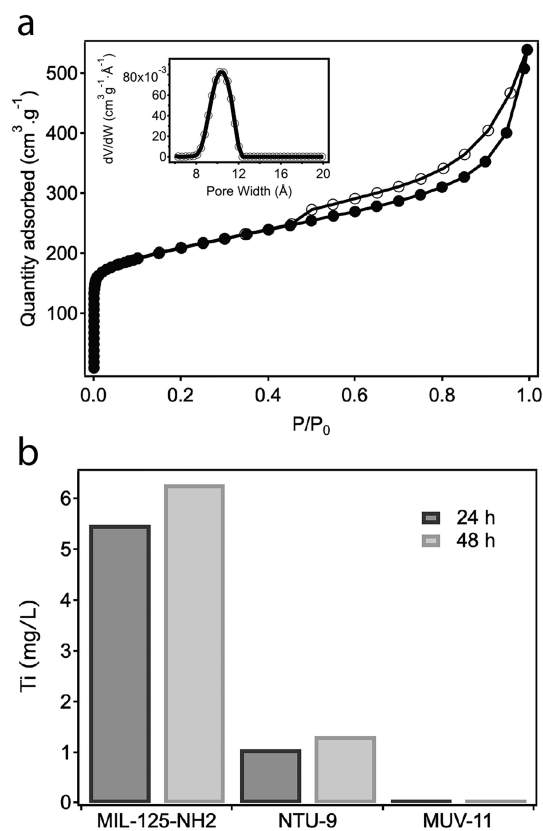 a
Quantity adsorbed (cm³.g⁻¹)
500
400
300
200
100
0.0 0.2 0.4 0.6 0.8 1.0
P/P₀
dV/dW (cm³g⁻¹·Å⁻¹)
80x10⁻³
60
40
20
0
8 12 16 20
Pore Width (Å)
b
Ti (mg/L)
6
5
4
3
2
1
0
24 h
48 h
MIL-125-NH2 NTU-9 MUV-11